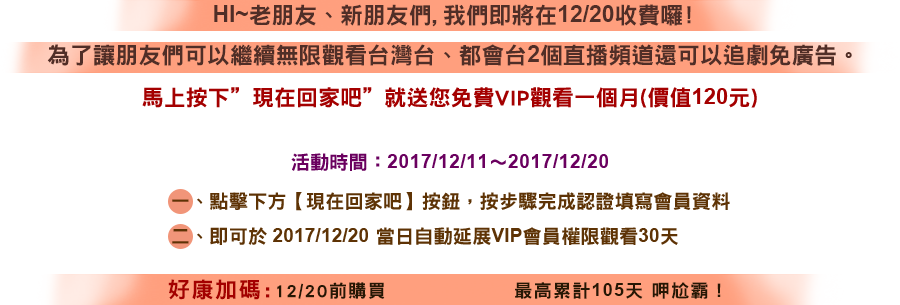 HI~老朋友、新朋友們, 我們即將在12/20收費囉!
為了讓朋友們可以繼續無限觀看台灣台、都會台2個直播頻道還可以追劇免廣告。
馬上按下”現在回家吧”就送您免費VIP觀看一個月(價值120元)
活動時間：2017/12/11～2017/12/20
一、點擊下方【現在回家吧】按鈕，按步驟完成認證填寫會員資料
二、即可於 2017/12/20 當日自動延展VIP會員權限觀看30天
好康加碼：12/20前購買 最高累計105天 呷尬霸！